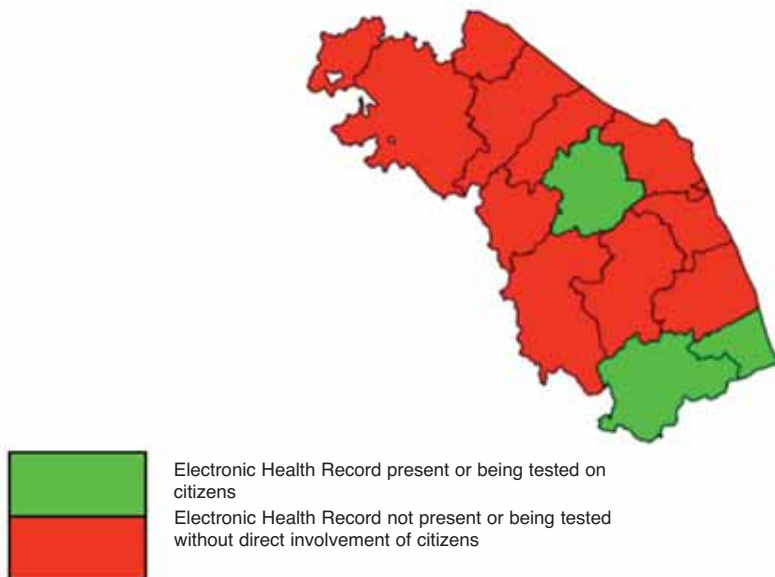 Electronic Health Record present or being tested on
citizens
Electronic Health Record not present or being tested
without direct involvement of citizens